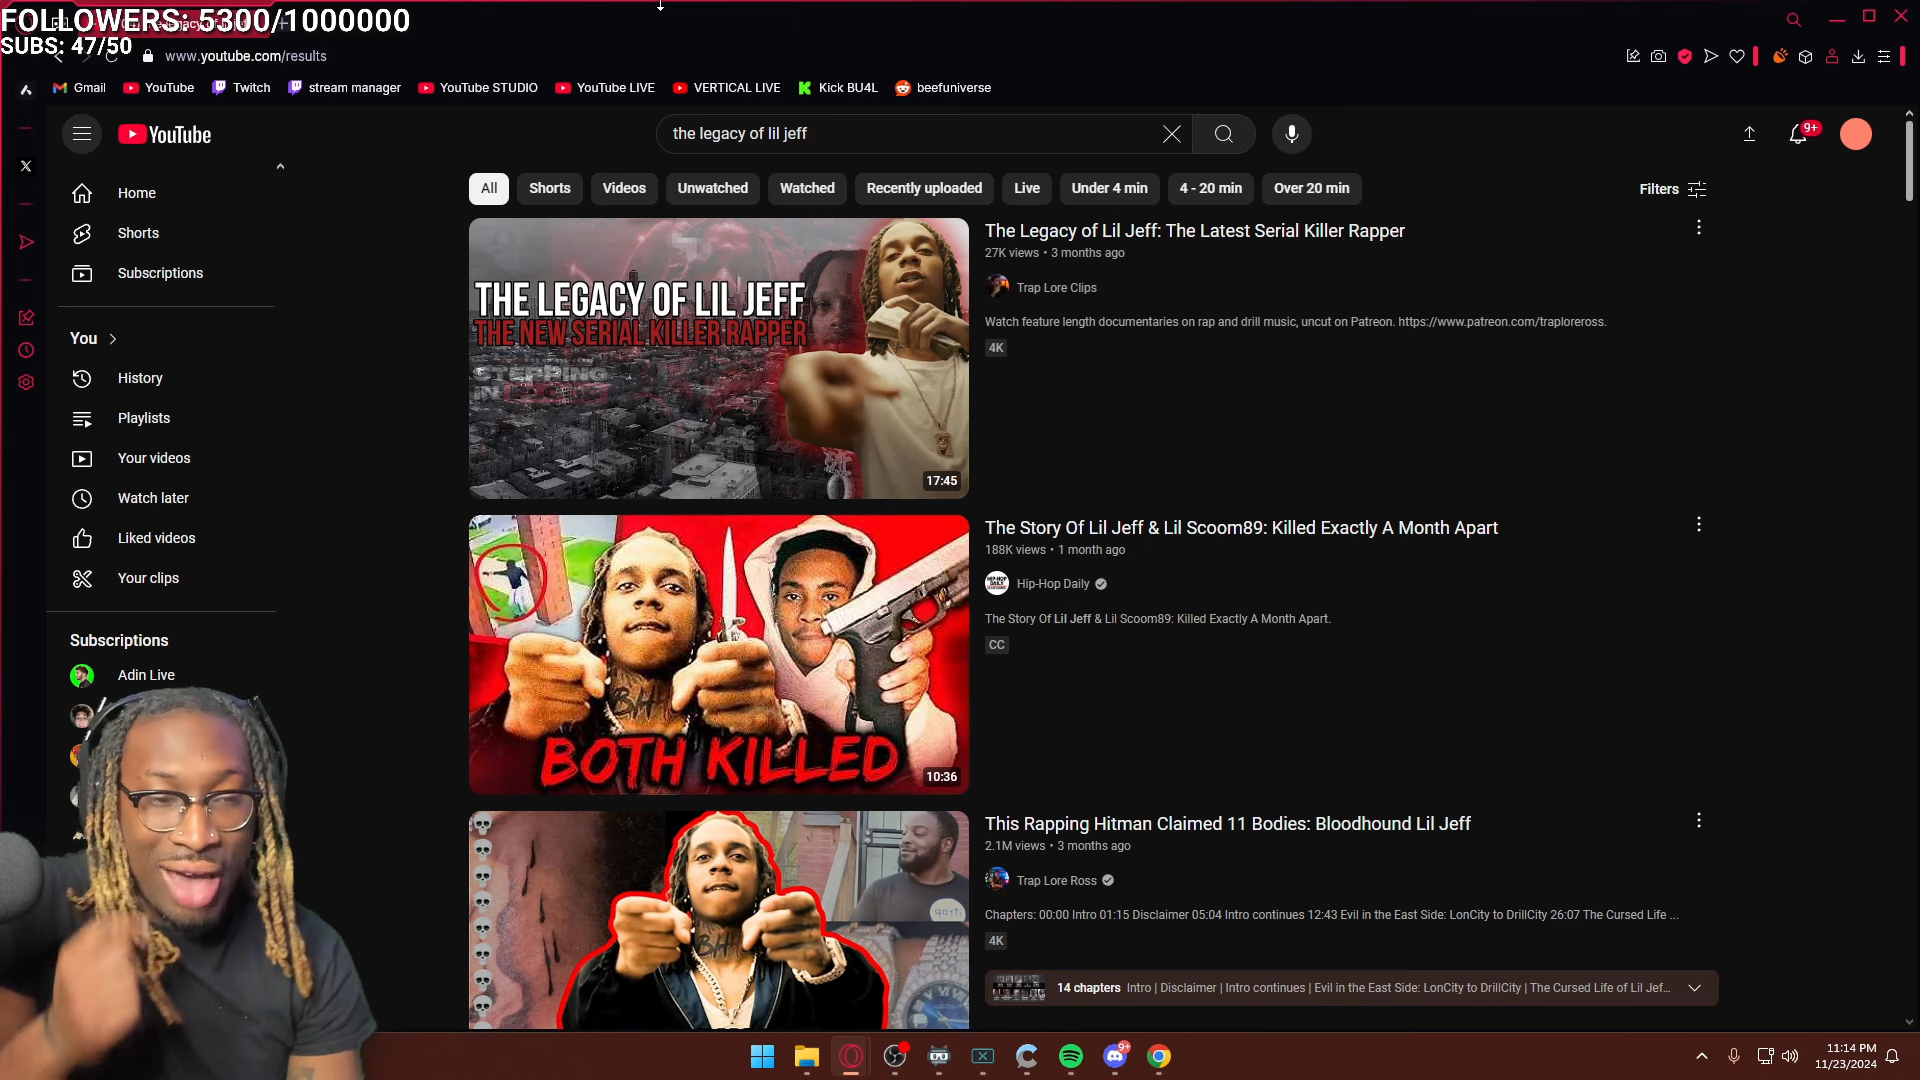 FOLLOWERS: 5300/1000000
SUBS: 47/50
www.youtube.com/results
Gmail
YouTube
Twitch
stream manager
YouTube STUDIO
YouTube LIVE
VERTICAL LIVE
Kick BU4L
beefuniverse
YouTube
the legacy of lil jeff
9+
All
Shorts
Videos
Unwatched
Watched
Recently uploaded
Live
Under 4 min
4 - 20 min
Over 20 min
Filters
Home
Shorts
Subscriptions
You
History
Playlists
Your videos
Watch later
Liked videos
Your clips
Subscriptions
Adin Live
THE LEGACY OF LIL JEFF
THE NEW SERIAL KILLER RAPPER
STEPPING
IN
17:45
The Legacy of Lil Jeff: The Latest Serial Killer Rapper
27K views • 3 months ago
Trap Lore Clips
Watch feature length documentaries on rap and drill music, uncut on Patreon. https://www.patreon.com/traploreross.
4K
BH
BOTH KILLED
10:36
The Story Of Lil Jeff & Lil Scoom89: Killed Exactly A Month Apart
188K views • 1 month ago
HIP-HOP
DAILY
Hip-Hop Daily
The Story Of Lil Jeff & Lil Scoom89: Killed Exactly A Month Apart.
CC
BH
This Rapping Hitman Claimed 11 Bodies: Bloodhound Lil Jeff
2.1M views • 3 months ago
Trap Lore Ross
Chapters: 00:00 Intro 01:15 Disclaimer 05:04 Intro continues 12:43 Evil in the East Side: LonCity to DrillCity 26:07 The Cursed Life ...
4K
14 chapters Intro | Disclaimer | Intro continues | Evil in the East Side: LonCity to DrillCity | The Cursed Life of Lil Jef...
9+
11:14 PM
11/23/2024